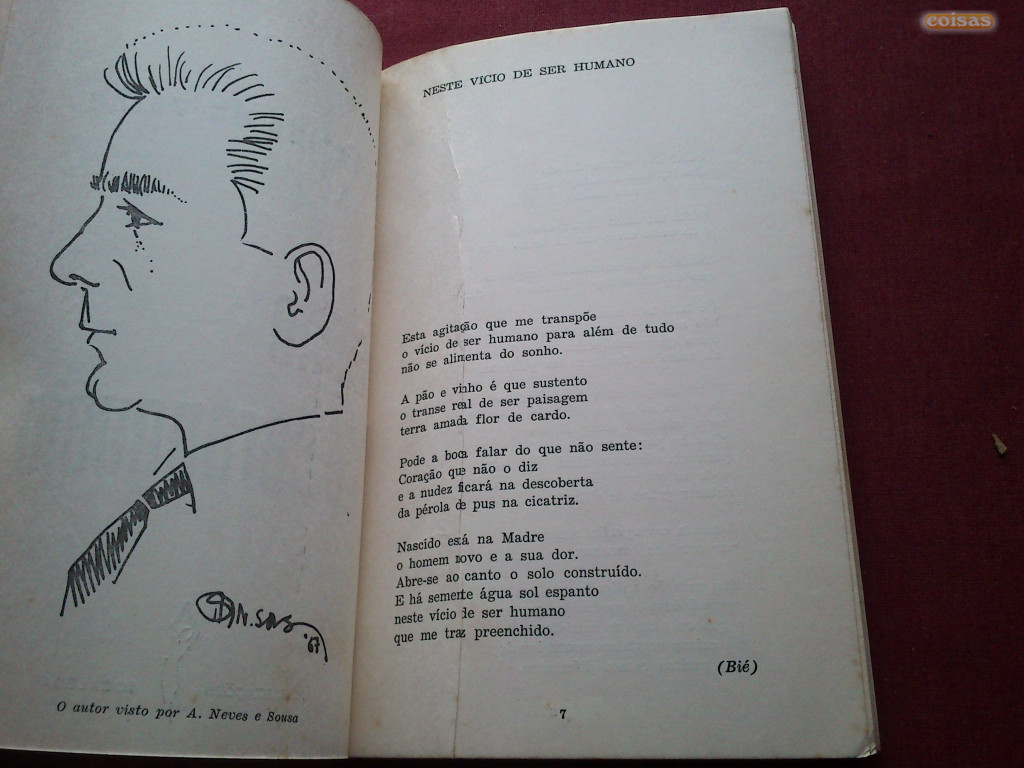 coisas
NESTE VÍCIO DE SER HUMANO
Esta agitação que me transpõe
o vício de ser humano para além de tudo
não se alimenta do sonho.
A pão e vinho é que sustento
o transe real de ser paisagem
terra amada flor de cardo.
Pode a boca falar do que não sente:
Coração que não o diz
e a nudez ficará na descoberta
da pérola de pus na cicatriz.
Nascido está na Madre
o homem novo e a sua dor.
Abre-se ao canto o solo construído.
E há semente água sol espanto
neste vício de ser humano
que me traz preenchido.
(Bié)
7
N. SOUSA
'67
O autor visto por A. Neves e Sousa